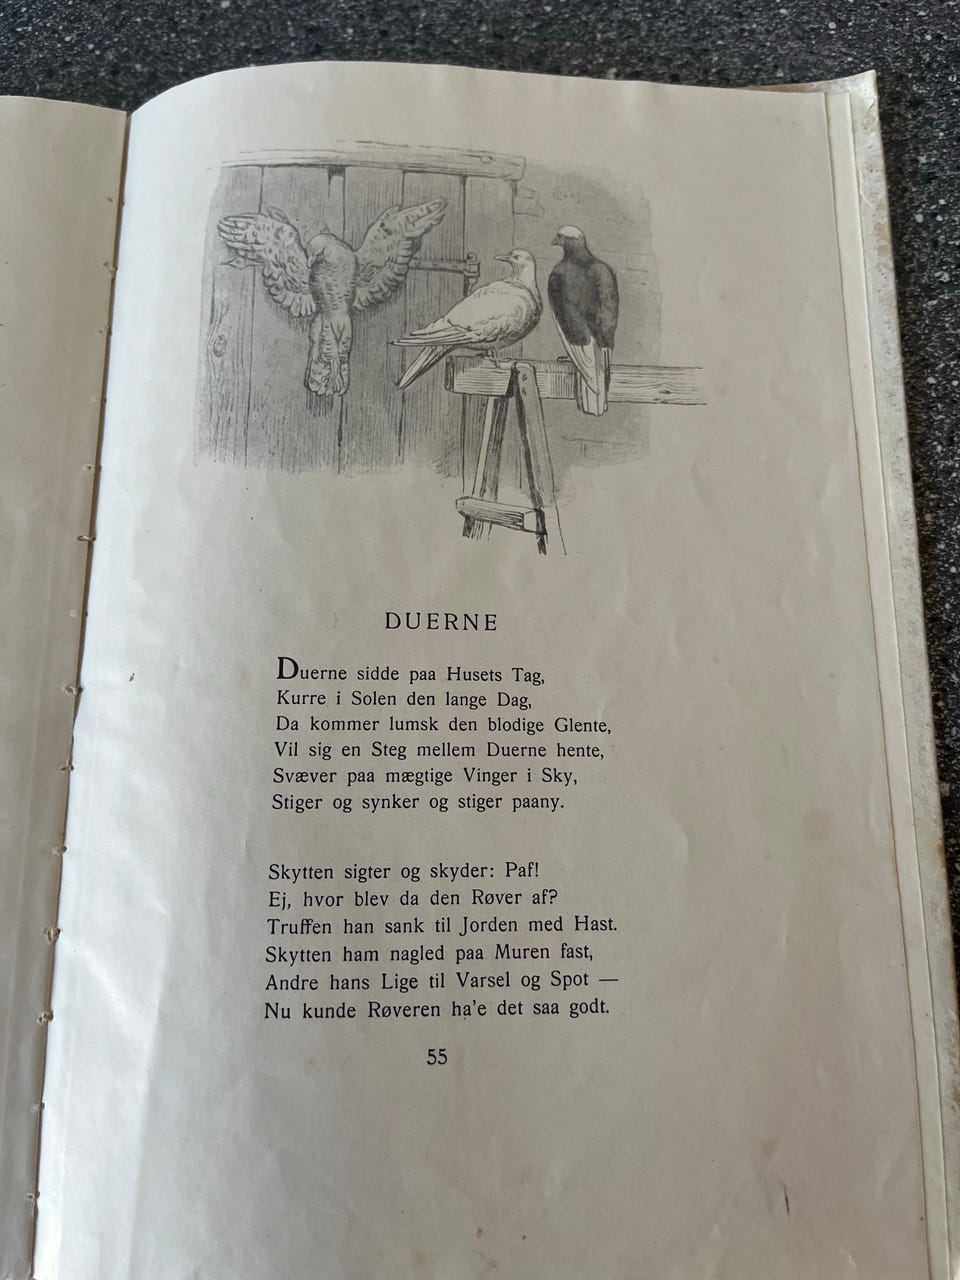 DUERNE
Duerne sidde paa Husets Tag,
Kurre i Solen den lange Dag,
Da kommer lumsk den blodige Glente,
Vil sig en Steg mellem Duerne hente,
Svæver paa mægtige Vinger i Sky,
Stiger og synker og stiger paany.
Skytten sigter og skyder: Paf!
Ej, hvor blev da den Røver af?
Truffen han sank til Jorden med Hast.
Skytten ham nagled paa Muren fast,
Andre hans Lige til Varsel og Spot —
Nu kunde Røveren ha'e det saa godt.
55